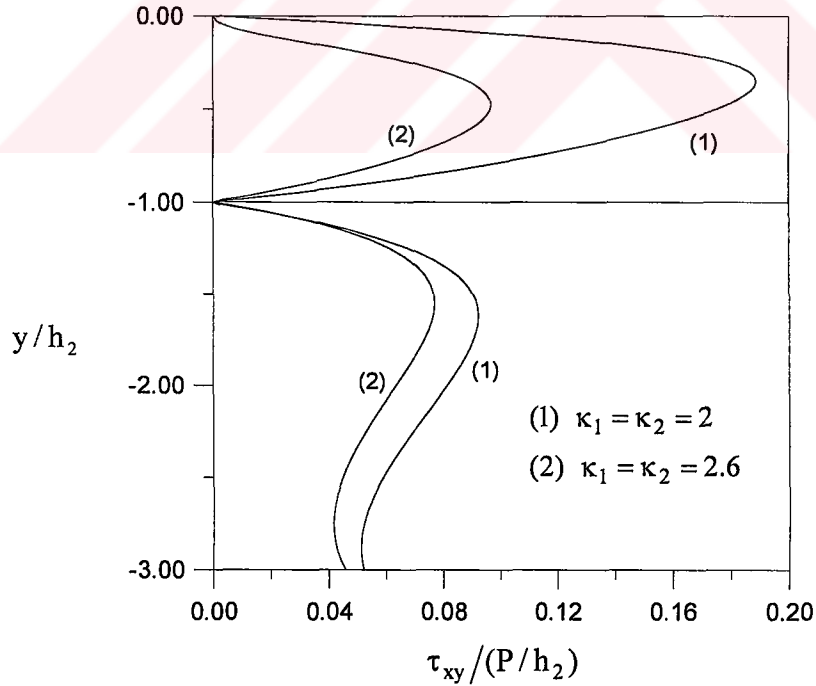 0.00
(2)
(1)
-1.00
y/h₂
(2)
(1)
-2.00
(1) κ₁ = κ₂ = 2
(2) κ₁ = κ₂ = 2.6
-3.00
0.00 0.04 0.08 0.12 0.16 0.20
τxy/(P/h₂)